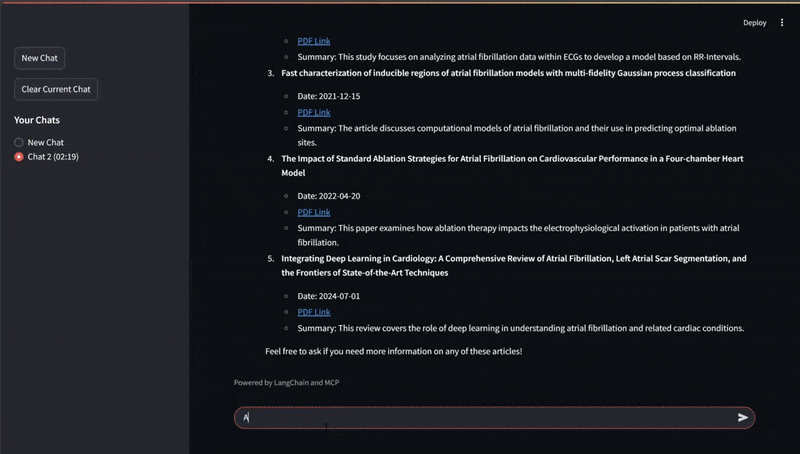 Deploy
New Chat
Clear Current Chat
Your Chats
New Chat
Chat 2 (02:19)
PDF Link
Summary: This study focuses on analyzing atrial fibrillation data within ECGs to develop a model based on RR-Intervals.
3. Fast characterization of inducible regions of atrial fibrillation models with multi-fidelity Gaussian process classification
Date: 2021-12-15
PDF Link
Summary: The article discusses computational models of atrial fibrillation and their use in predicting optimal ablation
sites.
4. The Impact of Standard Ablation Strategies for Atrial Fibrillation on Cardiovascular Performance in a Four-chamber Heart
Model
Date: 2022-04-20
PDF Link
Summary: This paper examines how ablation therapy impacts the electrophysiological activation in patients with atrial
fibrillation.
5. Integrating Deep Learning in Cardiology: A Comprehensive Review of Atrial Fibrillation, Left Atrial Scar Segmentation, and
the Frontiers of State-of-the-Art Techniques
Date: 2024-07-01
PDF Link
Summary: This review covers the role of deep learning in understanding atrial fibrillation and related cardiac conditions.
Feel free to ask if you need more information on any of these articles!
Powered by LangChain and MCP
A